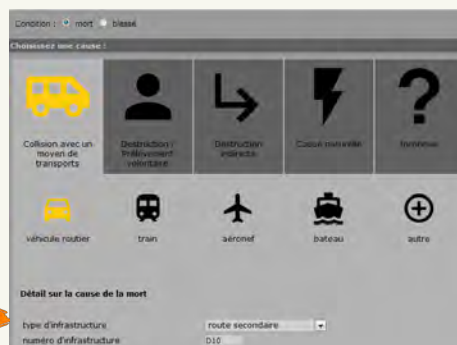 Condition : mort blessé
Choisissez une cause :
Collision avec un moyen de transports
Destruction / Prélèvement volontaire
Destruction indirecte
Cause naturelle
Inconnue
véhicule routier
train
aéronef
bateau
autre
Détail sur la cause de la mort
type d'infrastructure route secondaire
numéro d'infrastructure D10